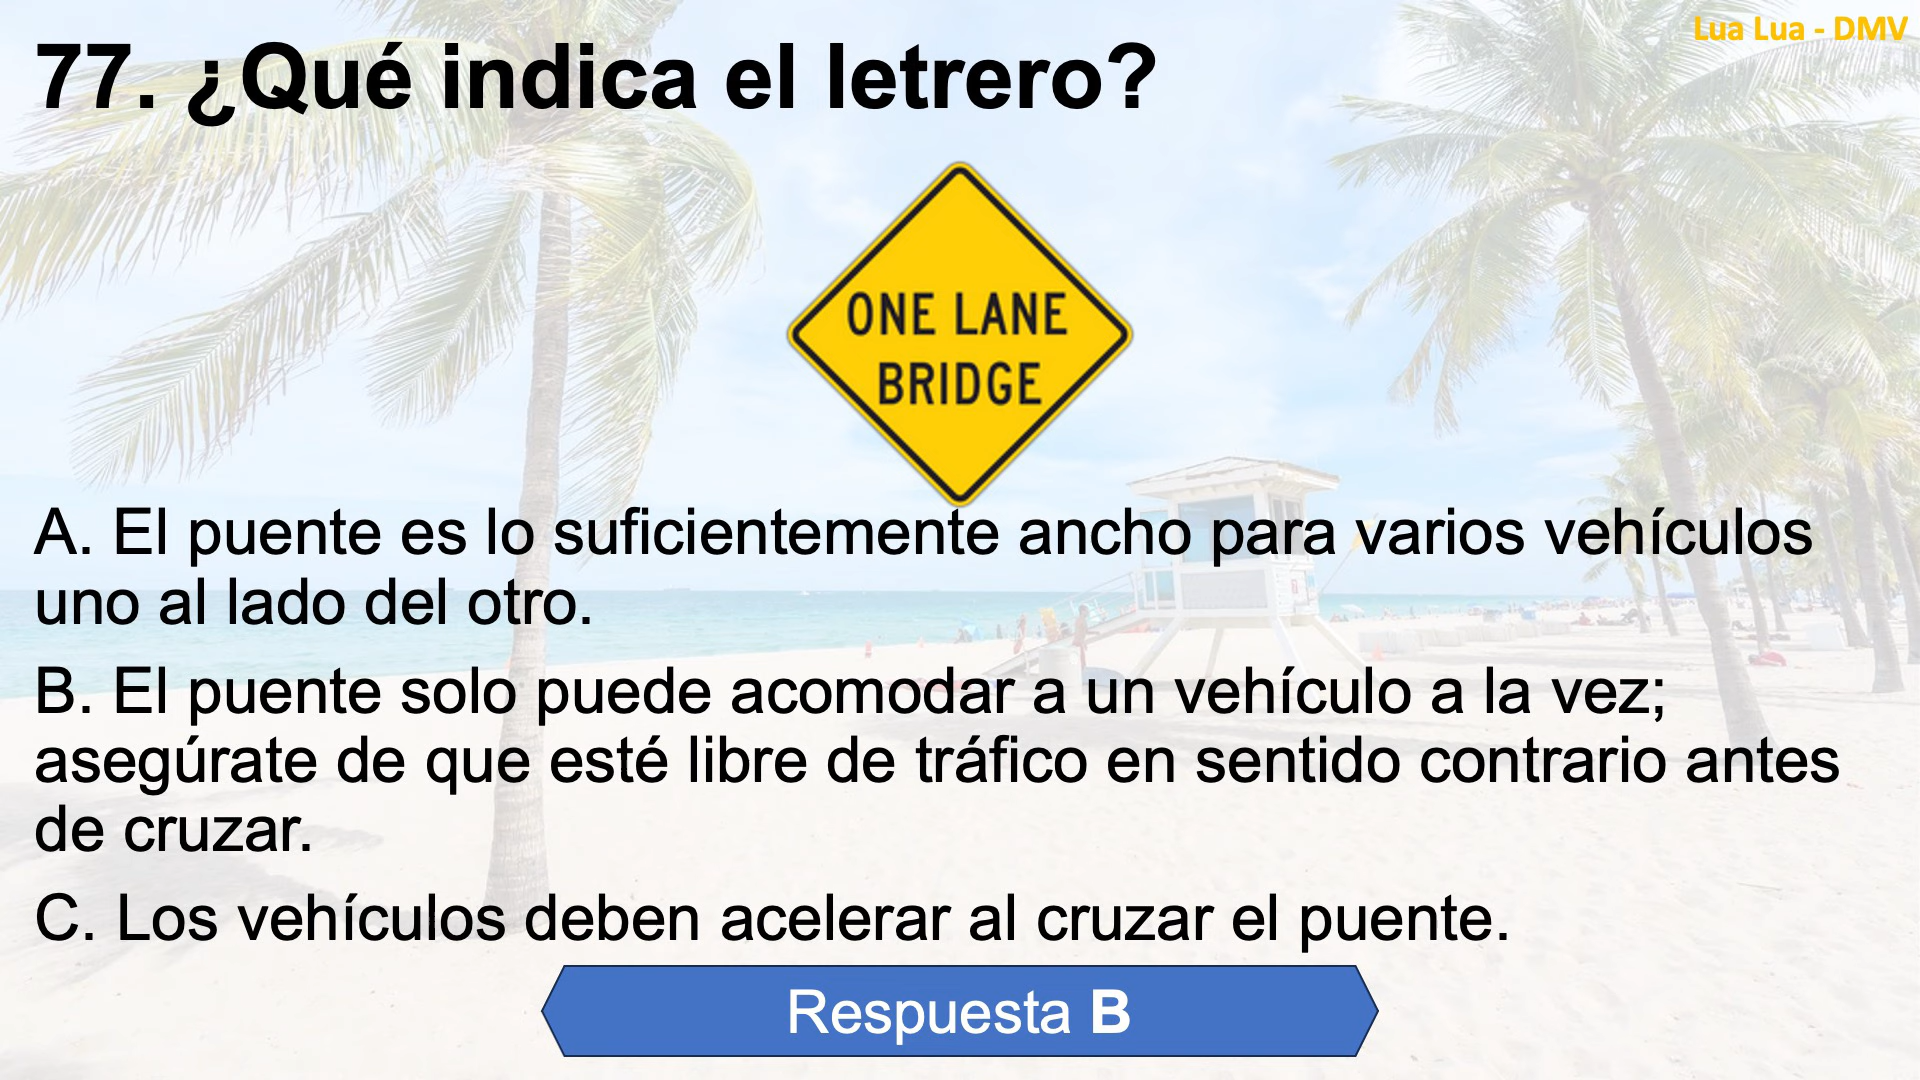 Lua Lua - DMV
77. ¿Qué indica el letrero?
ONE LANE
BRIDGE
A. El puente es lo suficientemente ancho para varios vehículos
uno al lado del otro.
B. El puente solo puede acomodar a un vehículo a la vez;
asegúrate de que esté libre de tráfico en sentido contrario antes
de cruzar.
C. Los vehículos deben acelerar al cruzar el puente.
Respuesta B